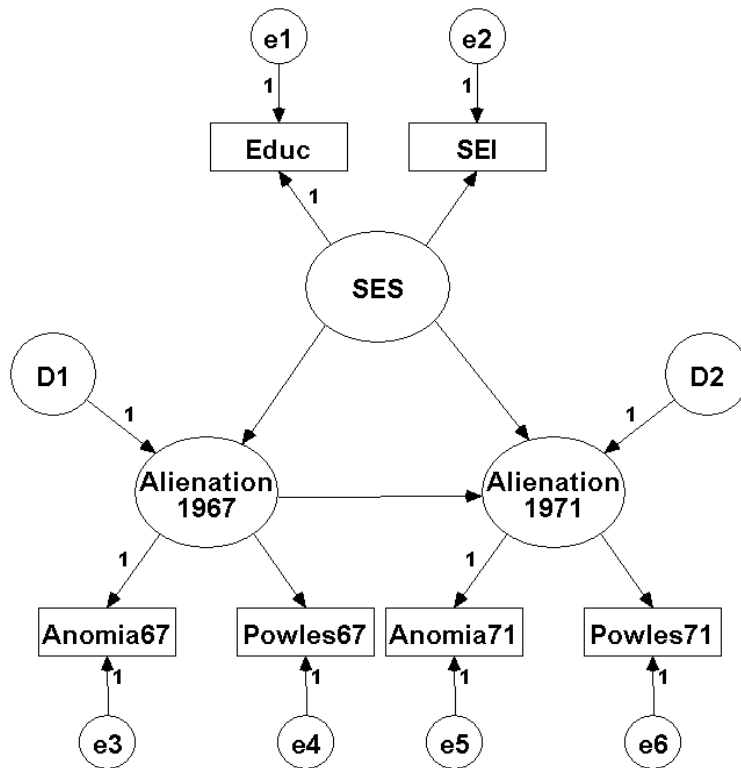 e1
e2
1
1
Educ
SEI
1
SES
D1
D2
1
1
Alienation
1967
Alienation
1971
1
1
Anomia67
Powles67
Anomia71
Powles71
1
1
1
1
e3
e4
e5
e6